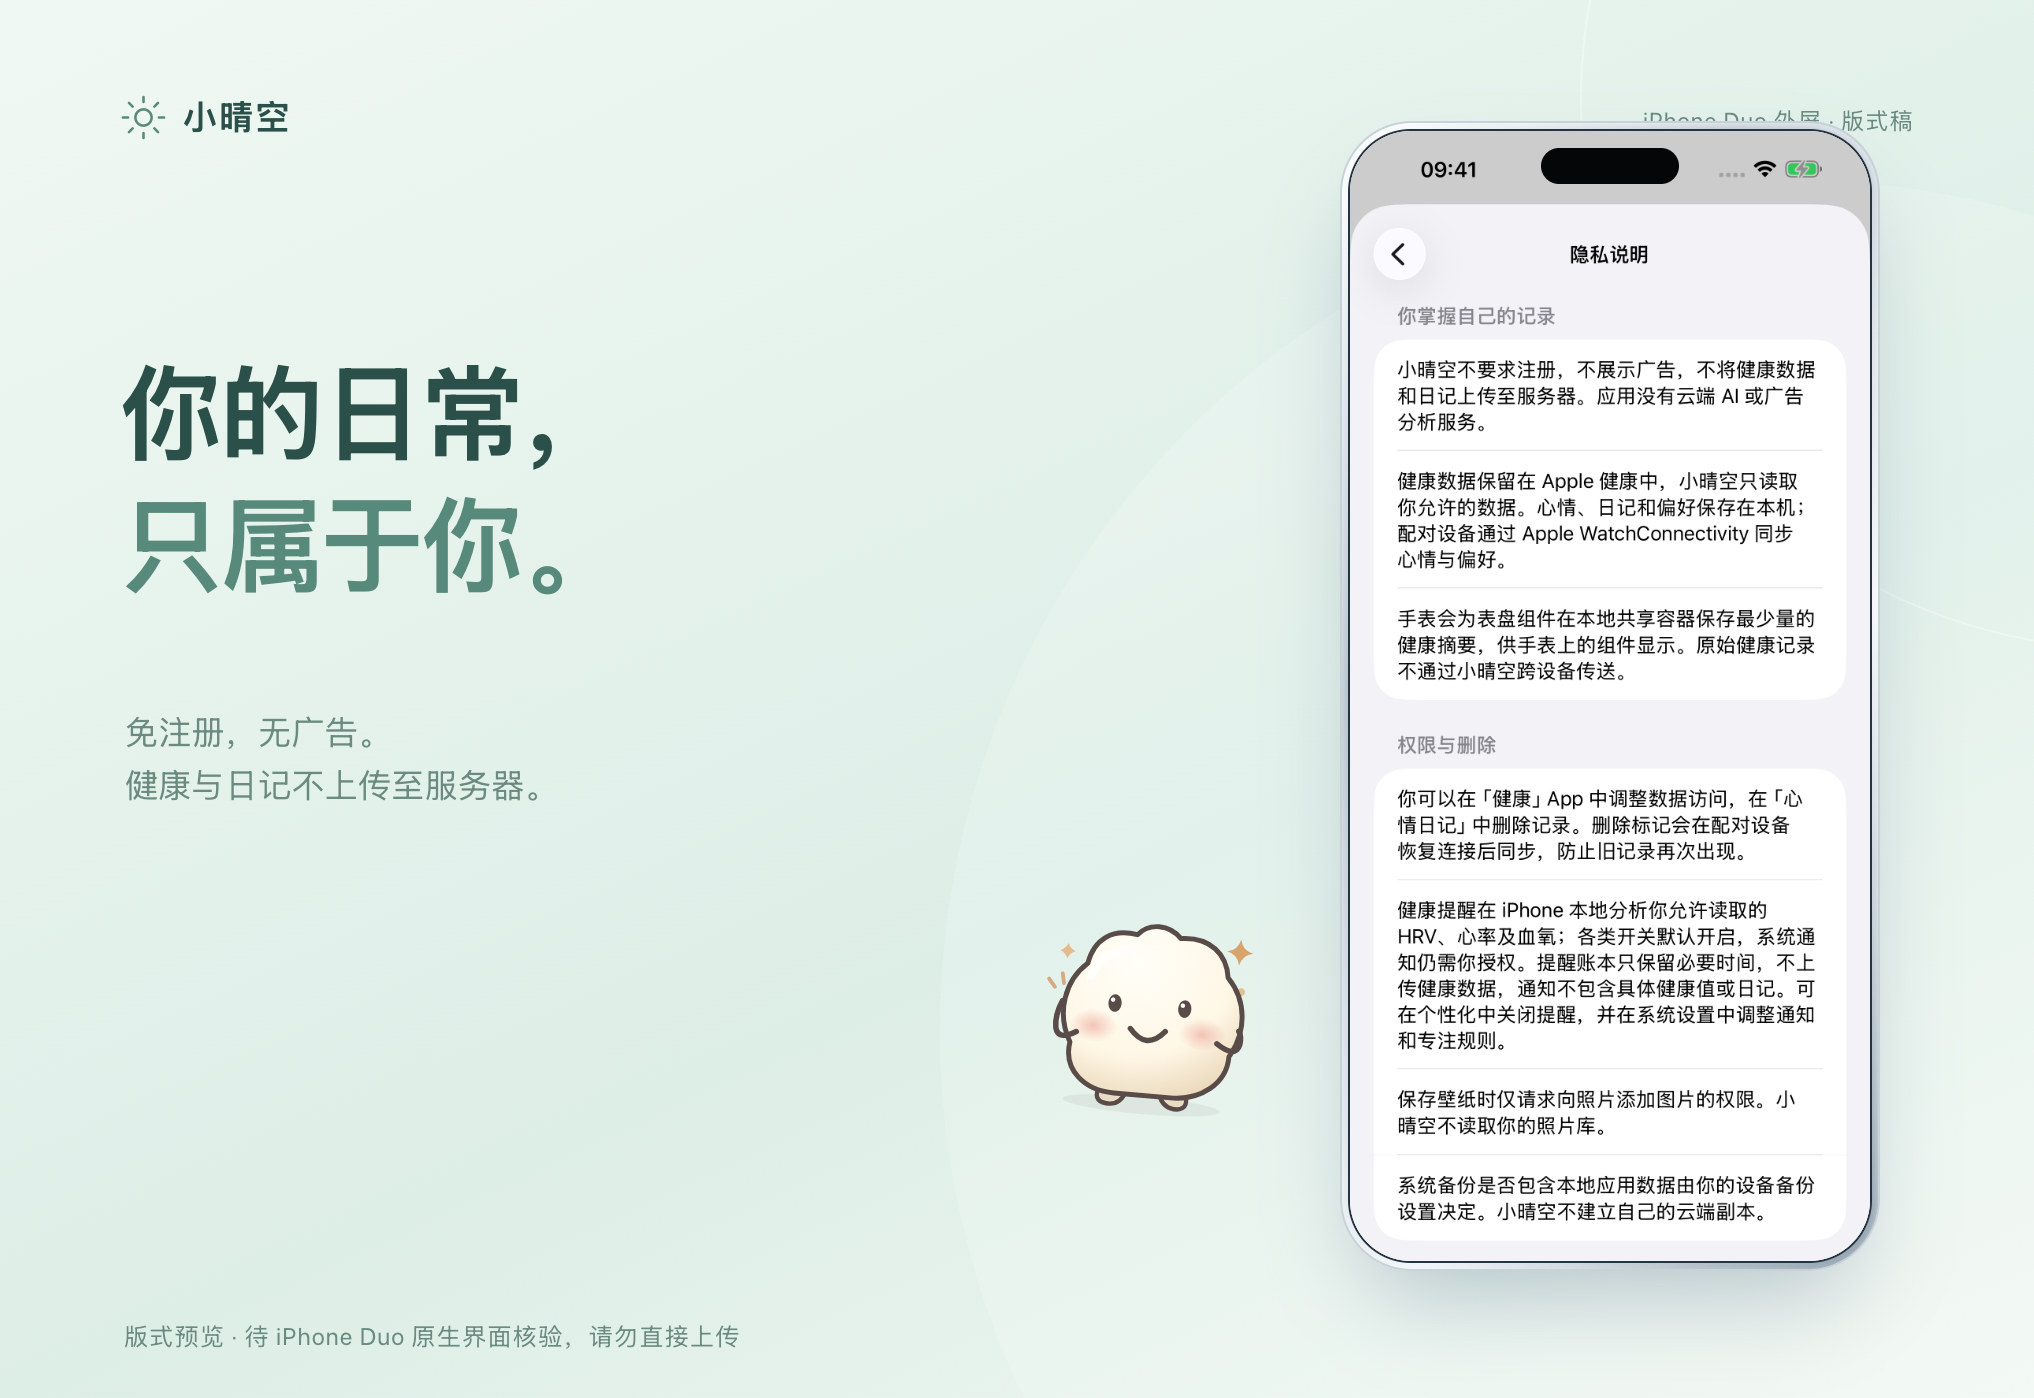 小晴空
iPhone Duo 外屏 · 版式稿
你的日常，
只属于你。
免注册，无广告。
健康与日记不上传至服务器。
版式预览 · 待 iPhone Duo 原生界面核验，请勿直接上传
09:41
隐私说明
你掌握自己的记录
小晴空不要求注册，不展示广告，不将健康数据
和日记上传至服务器。应用没有云端 AI 或广告
分析服务。
健康数据保留在 Apple 健康中，小晴空只读取
你允许的数据。心情、日记和偏好保存在本机；
配对设备通过 Apple WatchConnectivity 同步
心情与偏好。
手表会为表盘组件在本地共享容器保存最少量的
健康摘要，供手表上的组件显示。原始健康记录
不通过小晴空跨设备传送。
权限与删除
你可以在「健康」App 中调整数据访问，在「心
情日记」中删除记录。删除标记会在配对设备
恢复连接后同步，防止旧记录再次出现。
健康提醒在 iPhone 本地分析你允许读取的
HRV、心率及血氧；各类开关默认开启，系统通
知仍需你授权。提醒账本只保留必要时间，不上
传健康数据，通知不包含具体健康值或日记。可
在个性化中关闭提醒，并在系统设置中调整通知
和专注规则。
保存壁纸时仅请求向照片添加图片的权限。小
晴空不读取你的照片库。
系统备份是否包含本地应用数据由你的设备备份
设置决定。小晴空不建立自己的云端副本。